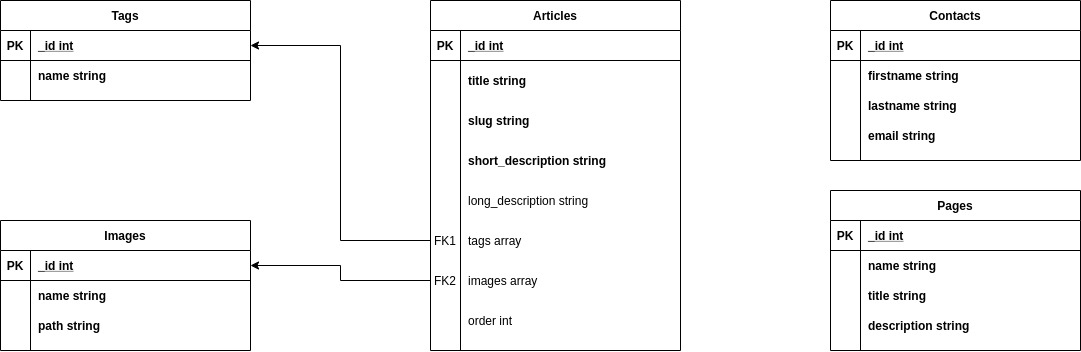 Tags
PK _id int
name string
Images
PK _id int
name string
path string
Articles
PK _id int
title string
slug string
short_description string
long_description string
FK1 tags array
FK2 images array
order int
Contacts
PK _id int
firstname string
lastname string
email string
Pages
PK _id int
name string
title string
description string